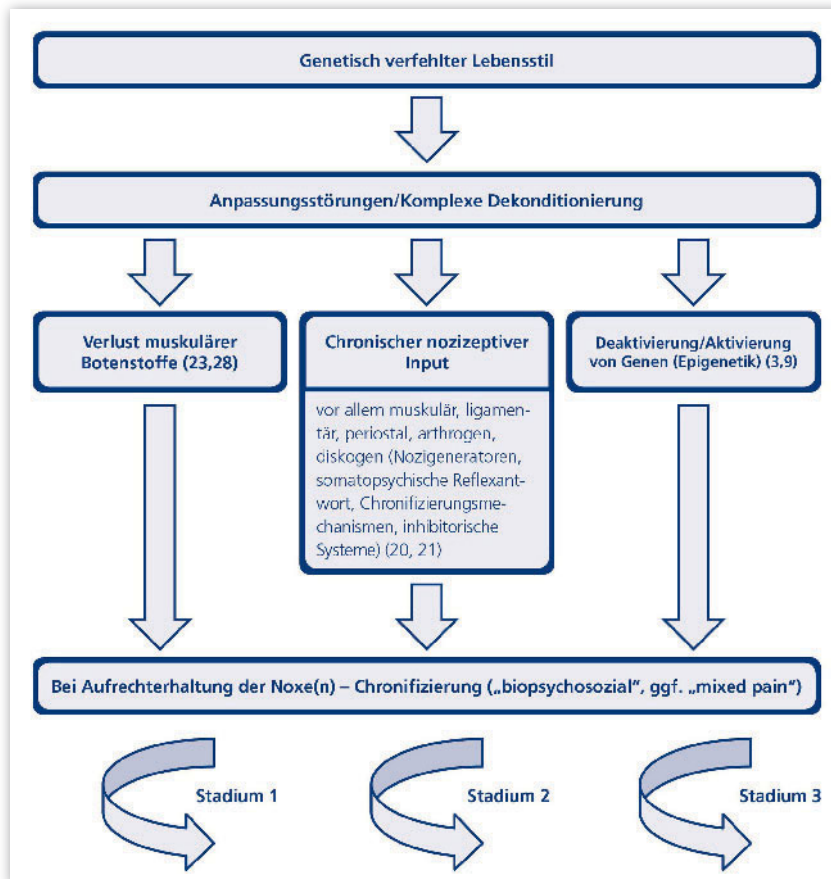 Genetisch verfehlter Lebensstil
Anpassungsstörungen/Komplexe Dekonditionierung
Verlust muskulärer
Botenstoffe (23,28)
Chronischer nozizeptiver
Input
vor allem muskulär, ligamen-
tär, periostal, arthrogen,
diskogen (Nozigeneratoren,
somatopsychische Reflexant-
wort, Chronifizierungsme-
chanismen, inhibitorische
Systeme) (20, 21)
Deaktivierung/Aktivierung
von Genen (Epigenetik) (3,9)
Bei Aufrechterhaltung der Noxe(n) – Chronifizierung („biopsychosozial“, ggf. „mixed pain“)
Stadium 1
Stadium 2
Stadium 3